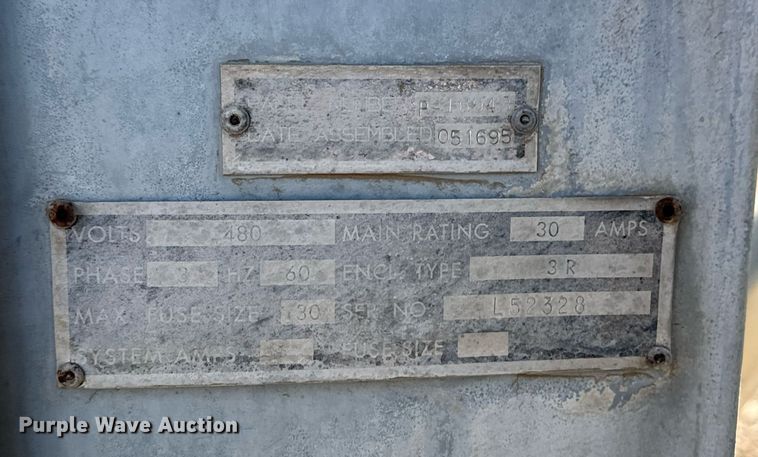 DATE ASSEMBLED 051695
VOLTS 480 MAIN RATING 30 AMPS
PHASE 3 HZ 60 ENCL. TYPE 3R
MAX. FUSE SIZE 30 SER. NO. L52328
SYSTEM AMPS FUSE SIZE
Purple Wave Auction